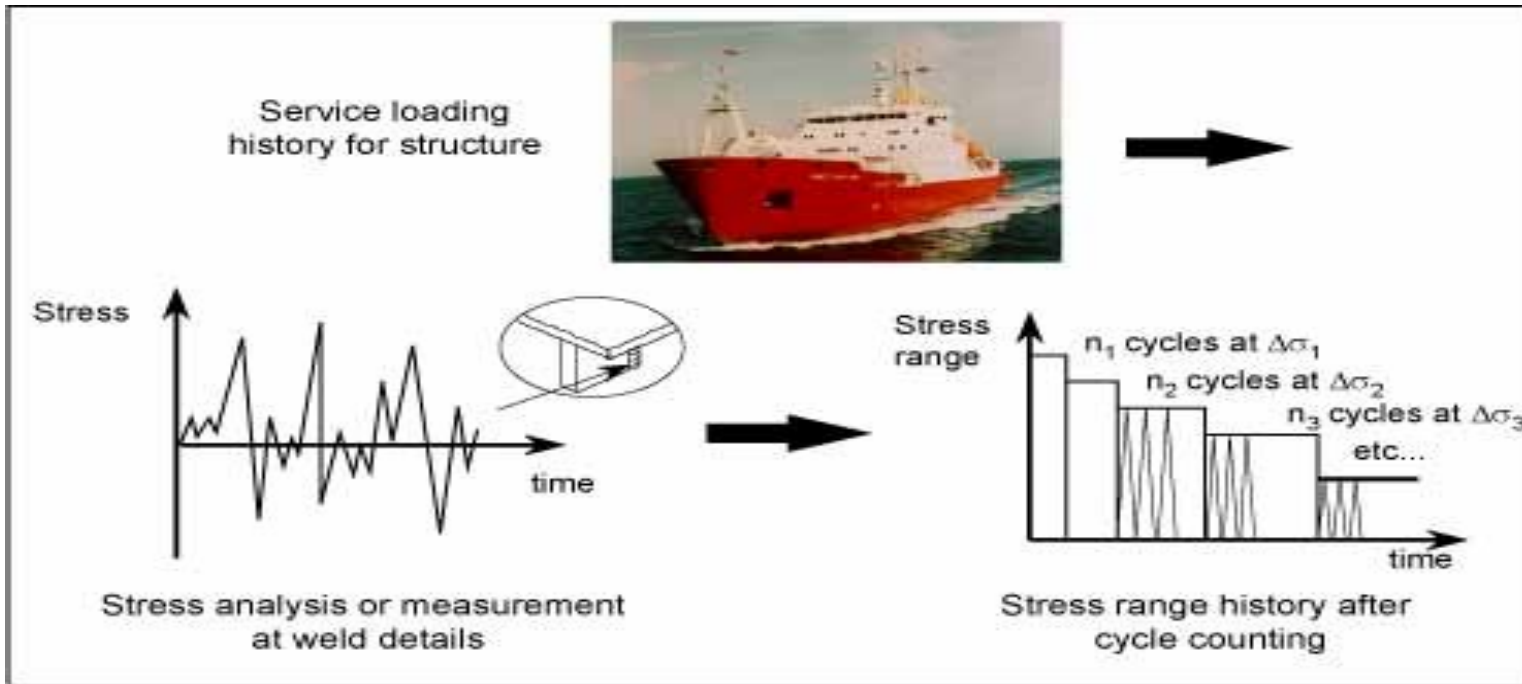 Service loading
history for structure
Stress
time
Stress analysis or measurement
at weld details
Stress
range
n₁ cycles at Δσ₁
n₂ cycles at Δσ₂
n₃ cycles at Δσ₃
etc...
time
Stress range history after
cycle counting